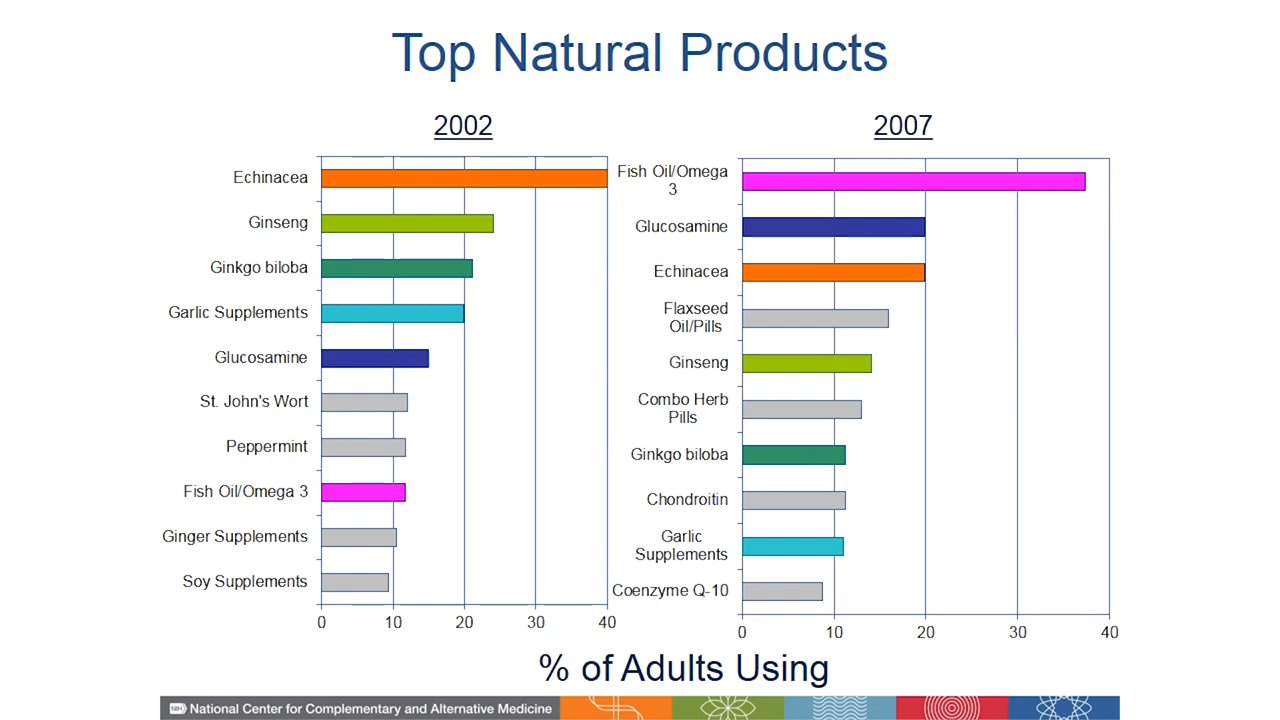 Top Natural Products
2002
Echinacea
Ginseng
Ginkgo biloba
Garlic Supplements
Glucosamine
St. John's Wort
Peppermint
Fish Oil/Omega 3
Ginger Supplements
Soy Supplements
0 10 20 30 40
2007
Fish Oil/Omega
3
Glucosamine
Echinacea
Flaxseed
Oil/Pills
Ginseng
Combo Herb
Pills
Ginkgo biloba
Chondroitin
Garlic
Supplements
Coenzyme Q-10
0 10 20 30 40
% of Adults Using
NIH National Center for Complementary and Alternative Medicine